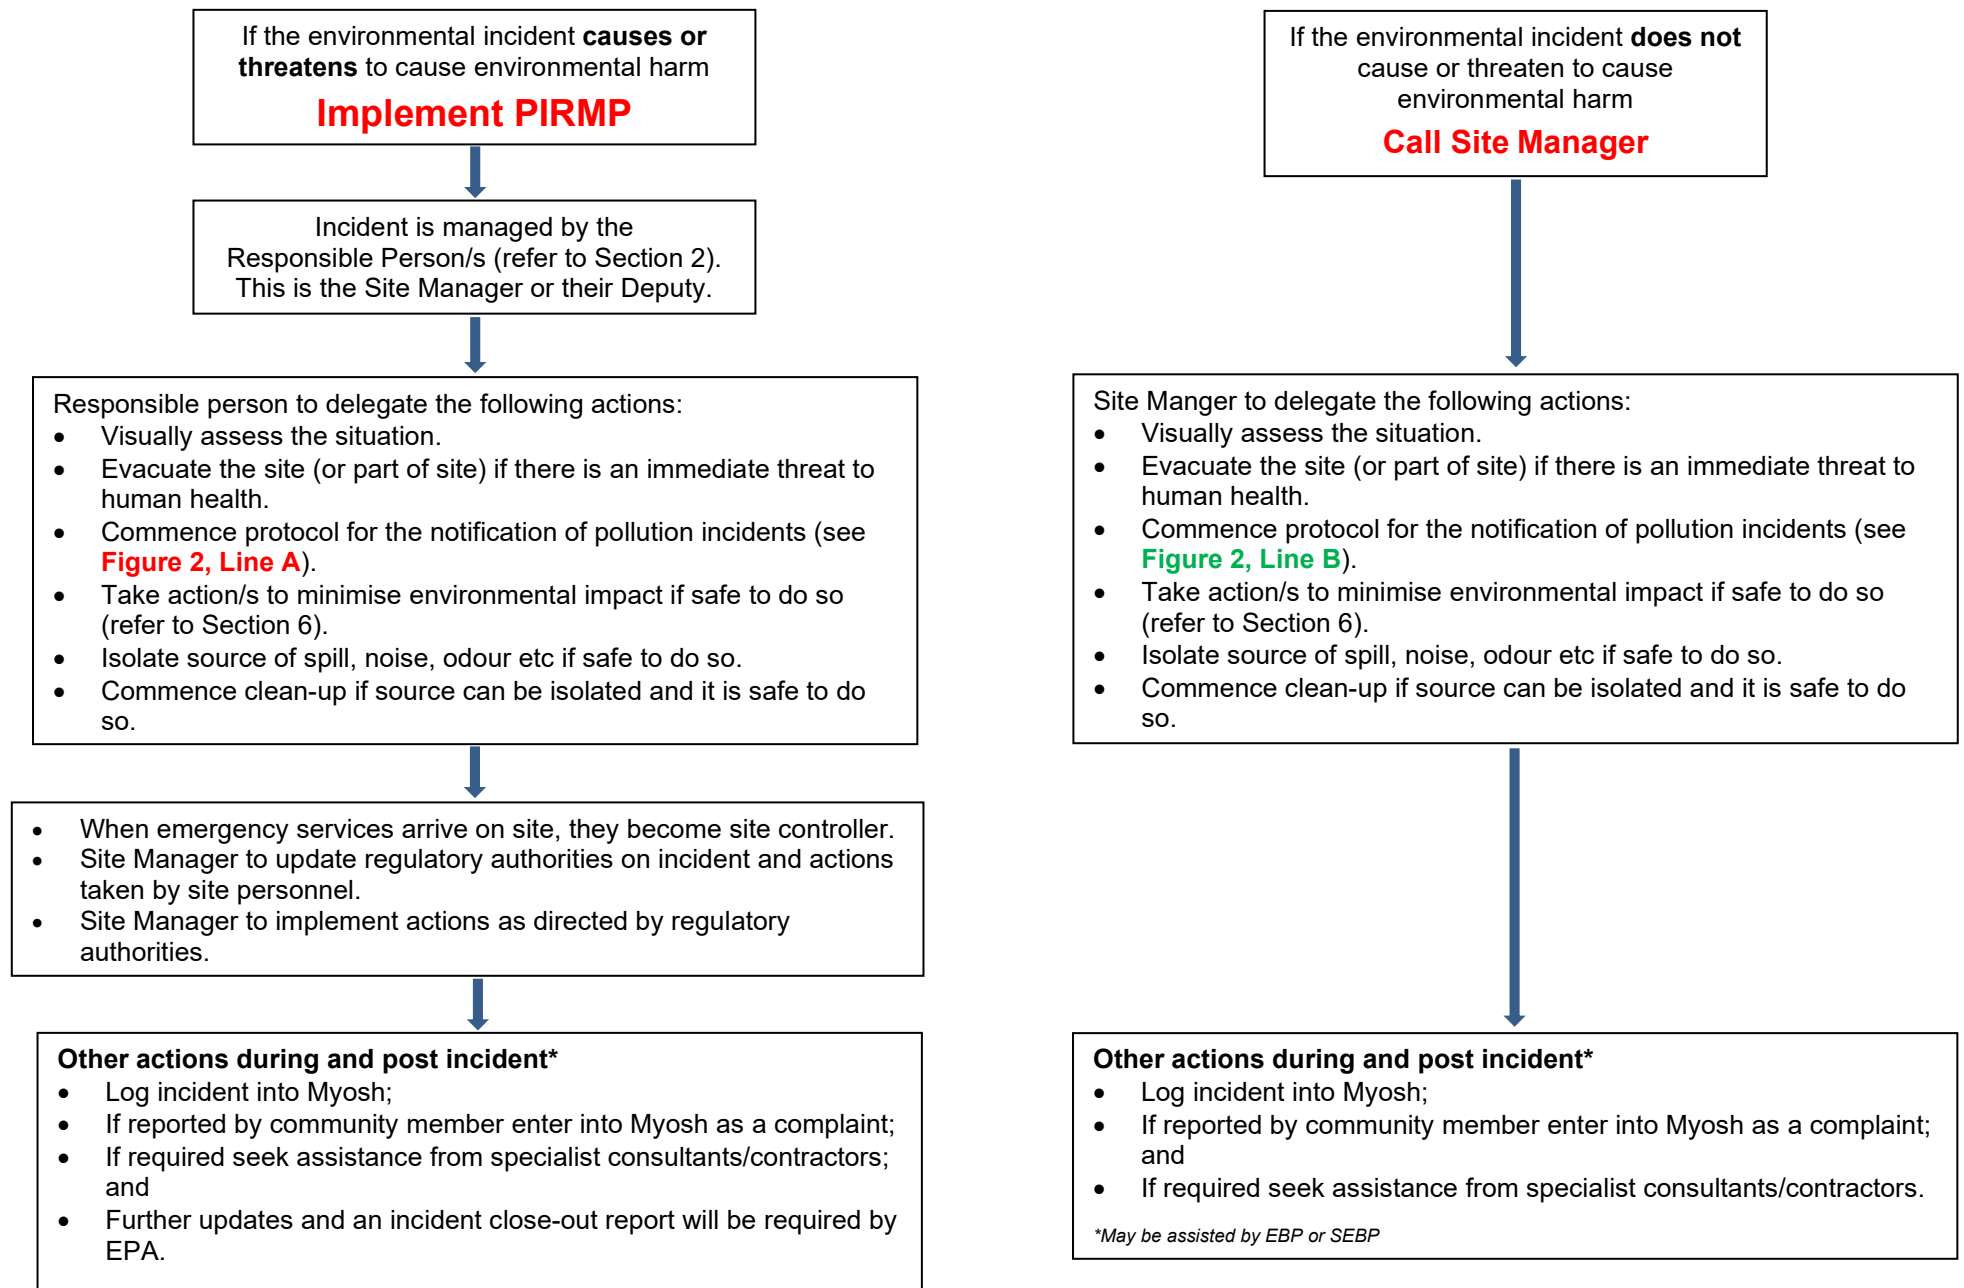 If the environmental incident causes or
threatens to cause environmental harm
Implement PIRMP
Incident is managed by the
Responsible Person/s (refer to Section 2).
This is the Site Manager or their Deputy.
Responsible person to delegate the following actions:
• Visually assess the situation.
• Evacuate the site (or part of site) if there is an immediate threat to
human health.
• Commence protocol for the notification of pollution incidents (see
Figure 2, Line A).
• Take action/s to minimise environmental impact if safe to do so
(refer to Section 6).
• Isolate source of spill, noise, odour etc if safe to do so.
• Commence clean-up if source can be isolated and it is safe to do
so.
• When emergency services arrive on site, they become site controller.
• Site Manager to update regulatory authorities on incident and actions
taken by site personnel.
• Site Manager to implement actions as directed by regulatory
authorities.
Other actions during and post incident*
• Log incident into Myosh;
• If reported by community member enter into Myosh as a complaint;
• If required seek assistance from specialist consultants/contractors;
and
• Further updates and an incident close-out report will be required by
EPA.
If the environmental incident does not
cause or threaten to cause
environmental harm
Call Site Manager
Site Manger to delegate the following actions:
• Visually assess the situation.
• Evacuate the site (or part of site) if there is an immediate threat to
human health.
• Commence protocol for the notification of pollution incidents (see
Figure 2, Line B).
• Take action/s to minimise environmental impact if safe to do so
(refer to Section 6).
• Isolate source of spill, noise, odour etc if safe to do so.
• Commence clean-up if source can be isolated and it is safe to do
so.
Other actions during and post incident*
• Log incident into Myosh;
• If reported by community member enter into Myosh as a complaint;
and
• If required seek assistance from specialist consultants/contractors.
*May be assisted by EBP or SEBP